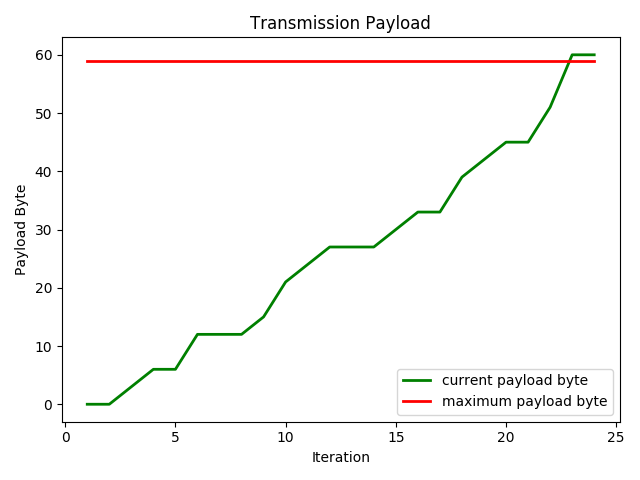 Transmission Payload
Payload Byte
60
50
40
30
20
10
0
0
5
10
15
20
25
Iteration
current payload byte
maximum payload byte